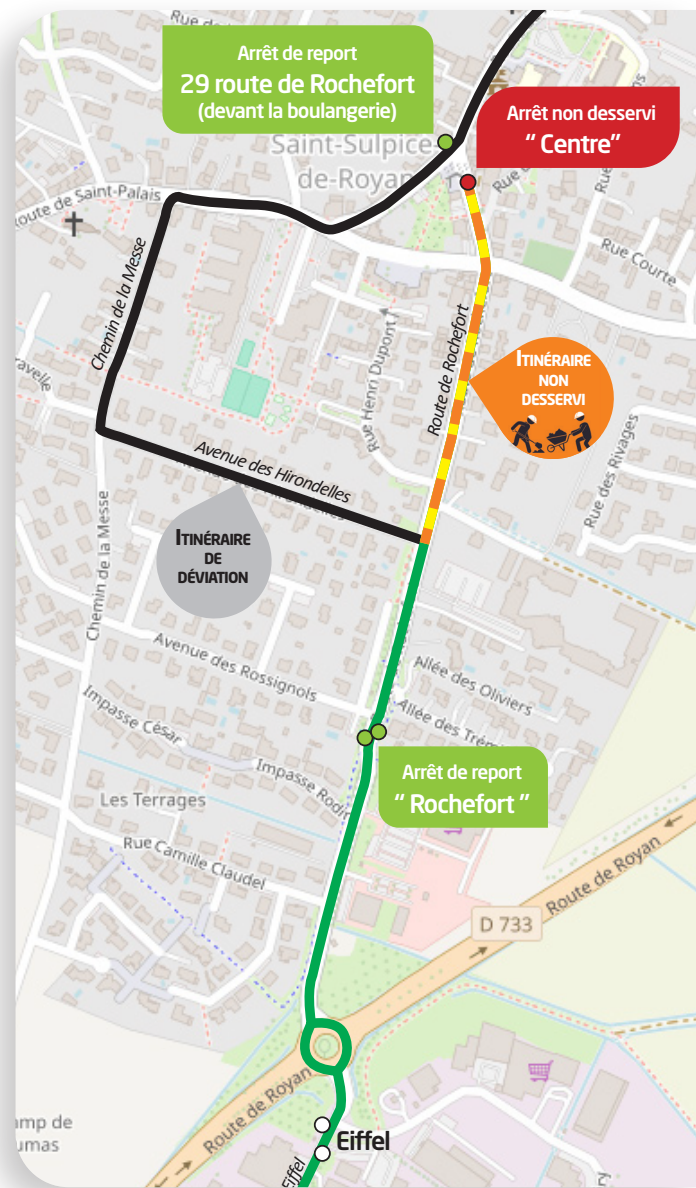 Rue du
Arrêt de report
29 route de Rochefort
(devant la boulangerie)
Arrêt non desservi
“ Centre”
Saint-Sulpice-
de-Royan
Route de Saint-Palais
Rue Courte
Chemin de la Messe
Route de Rochefort
Rue Henri Dupont
ITINÉRAIRE
NON
DESSERVI
Rue des Rivages
Avenue des Hirondelles
ITINÉRAIRE
DE
DÉVIATION
Chemin de la Messe
Avenue des Rossignols
Allée des Oliviers
Impasse César
Arrêt de report
“ Rochefort ”
Les Terrages
Rue Camille Claudel
Route de Royan
D 733
Route de Royan
Eiffel
Eiffel